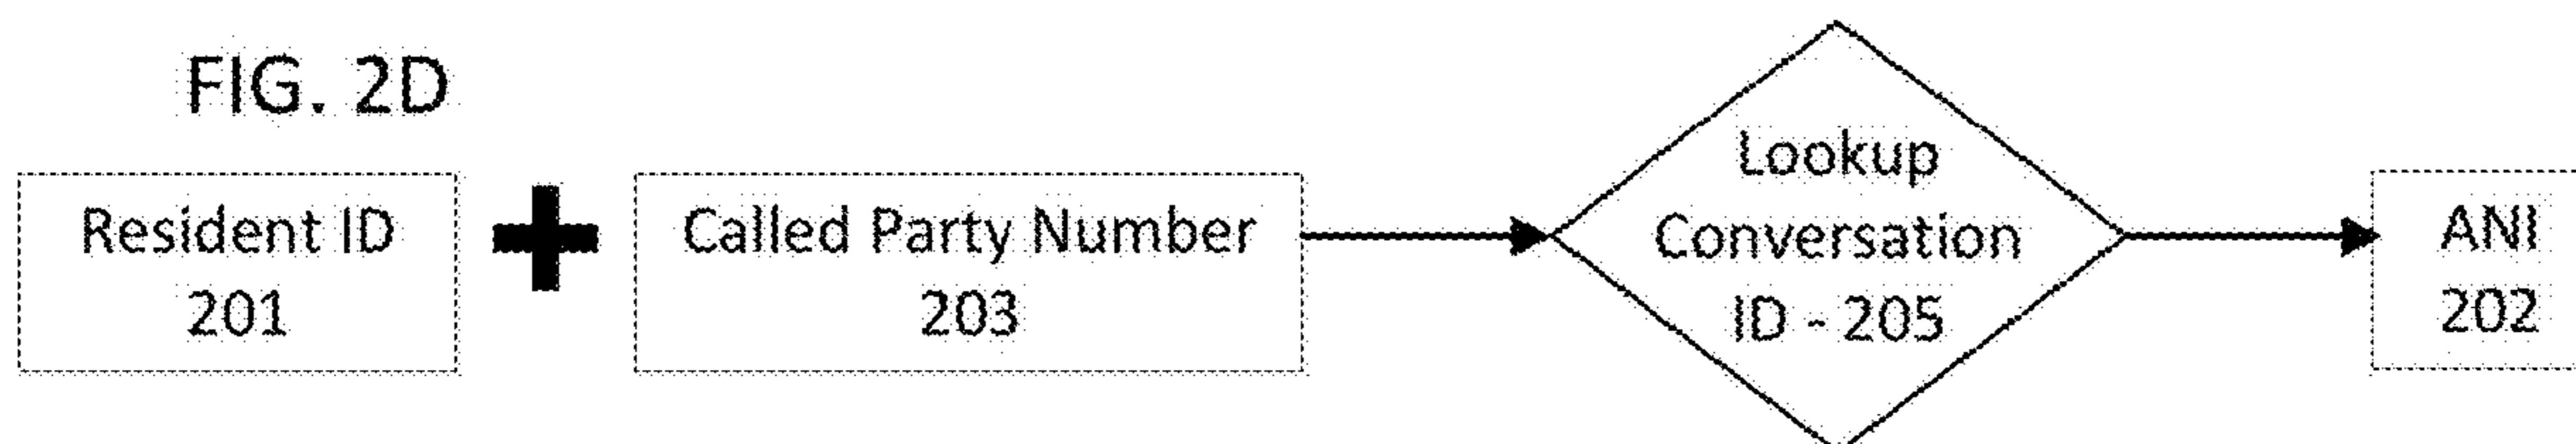 FIG. 2D
Resident ID
201
Called Party Number
203
Lookup
Conversation
ID - 205
ANI
202